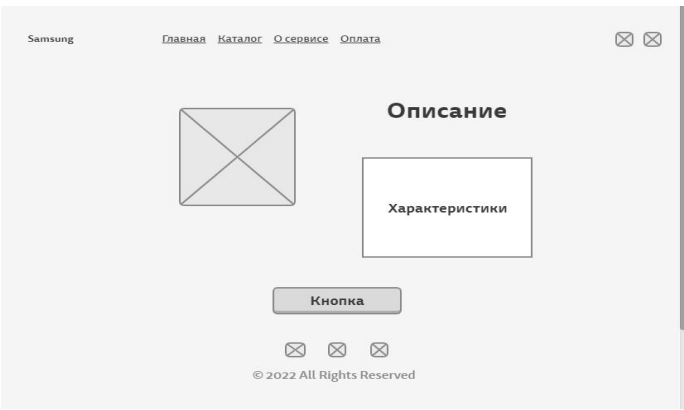 Samsung Главная Каталог О сервисе Оплата
Описание
Характеристики
Кнопка
© 2022 All Rights Reserved